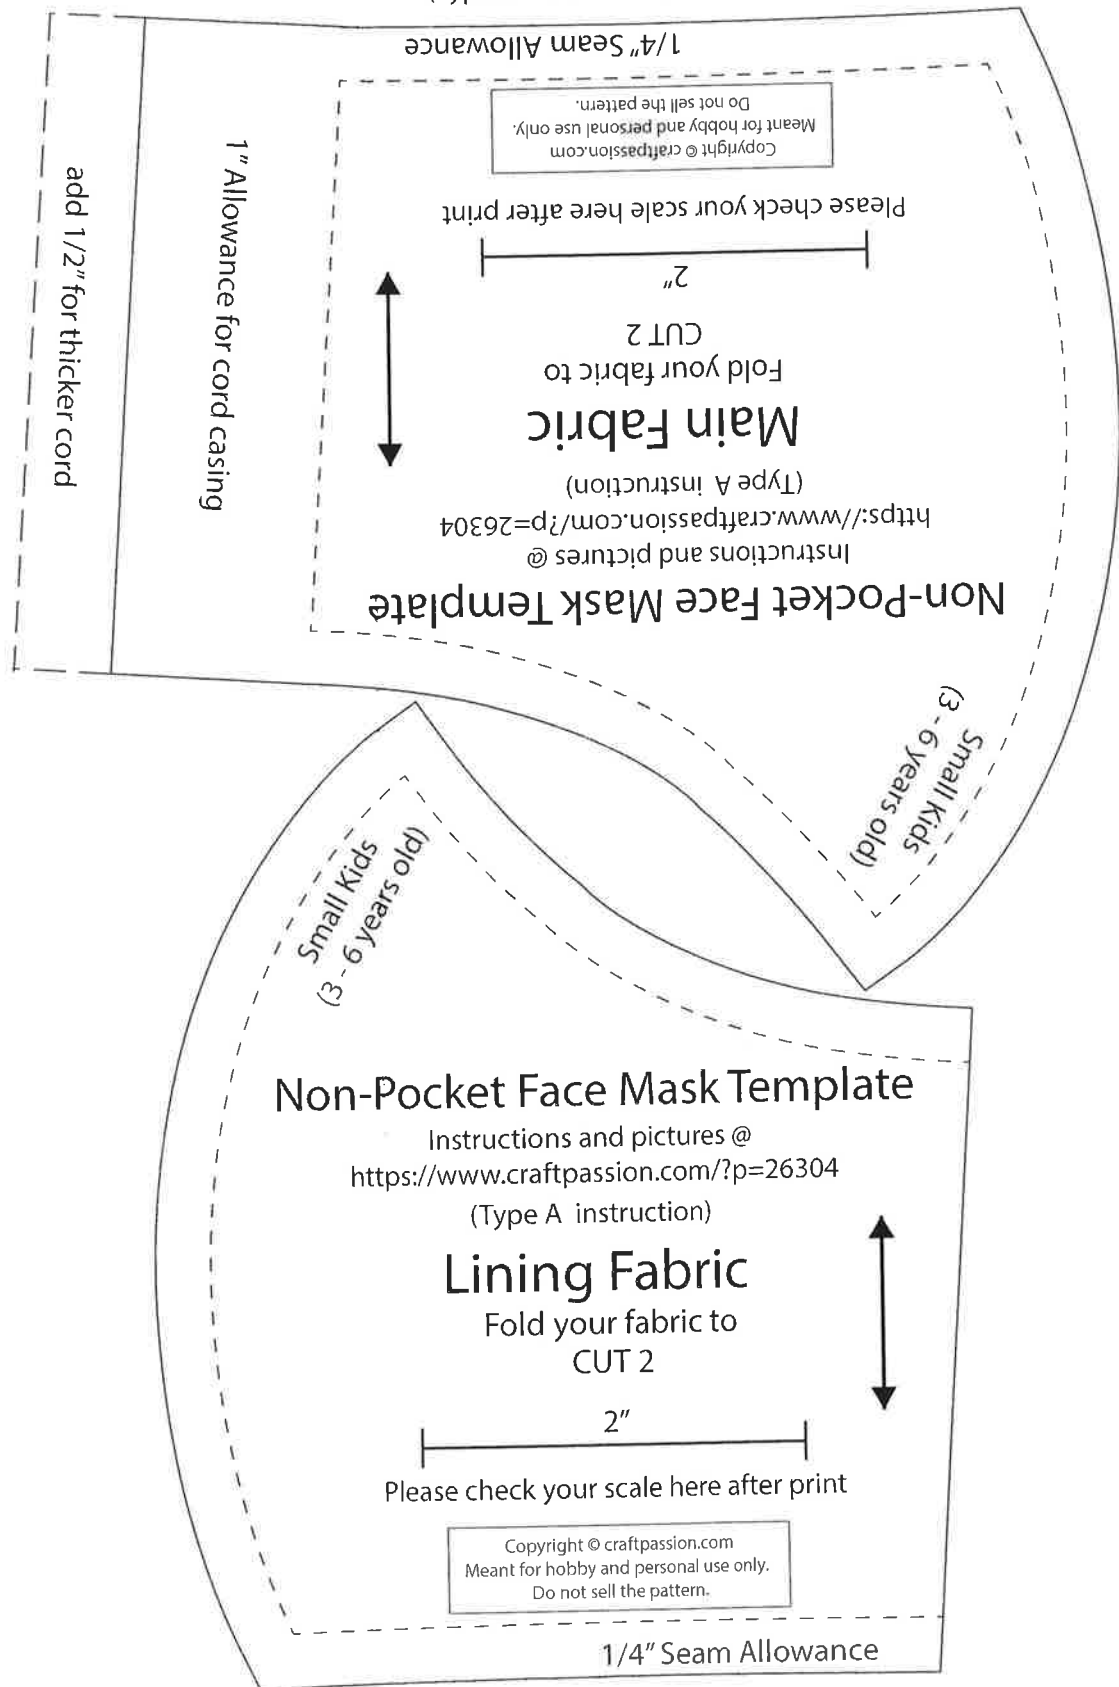 1/4" Seam Allowance
Copyright © craftpassion.com
Meant for hobby and personal use only.
Do not sell the pattern.
Please check your scale here after print
2"
CUT 2
Fold your fabric to
Main Fabric
(Type A instruction)
https://www.craftpassion.com/?p=26304
Instructions and pictures @
Non-Pocket Face Mask Template
Small Kids
(3 - 6 years old)
1" Allowance for cord casing
add 1/2" for thicker cord
Small Kids
(3 - 6 years old)
Non-Pocket Face Mask Template
Instructions and pictures @
https://www.craftpassion.com/?p=26304
(Type A instruction)
Lining Fabric
Fold your fabric to
CUT 2
2"
Please check your scale here after print
Copyright © craftpassion.com
Meant for hobby and personal use only.
Do not sell the pattern.
1/4" Seam Allowance